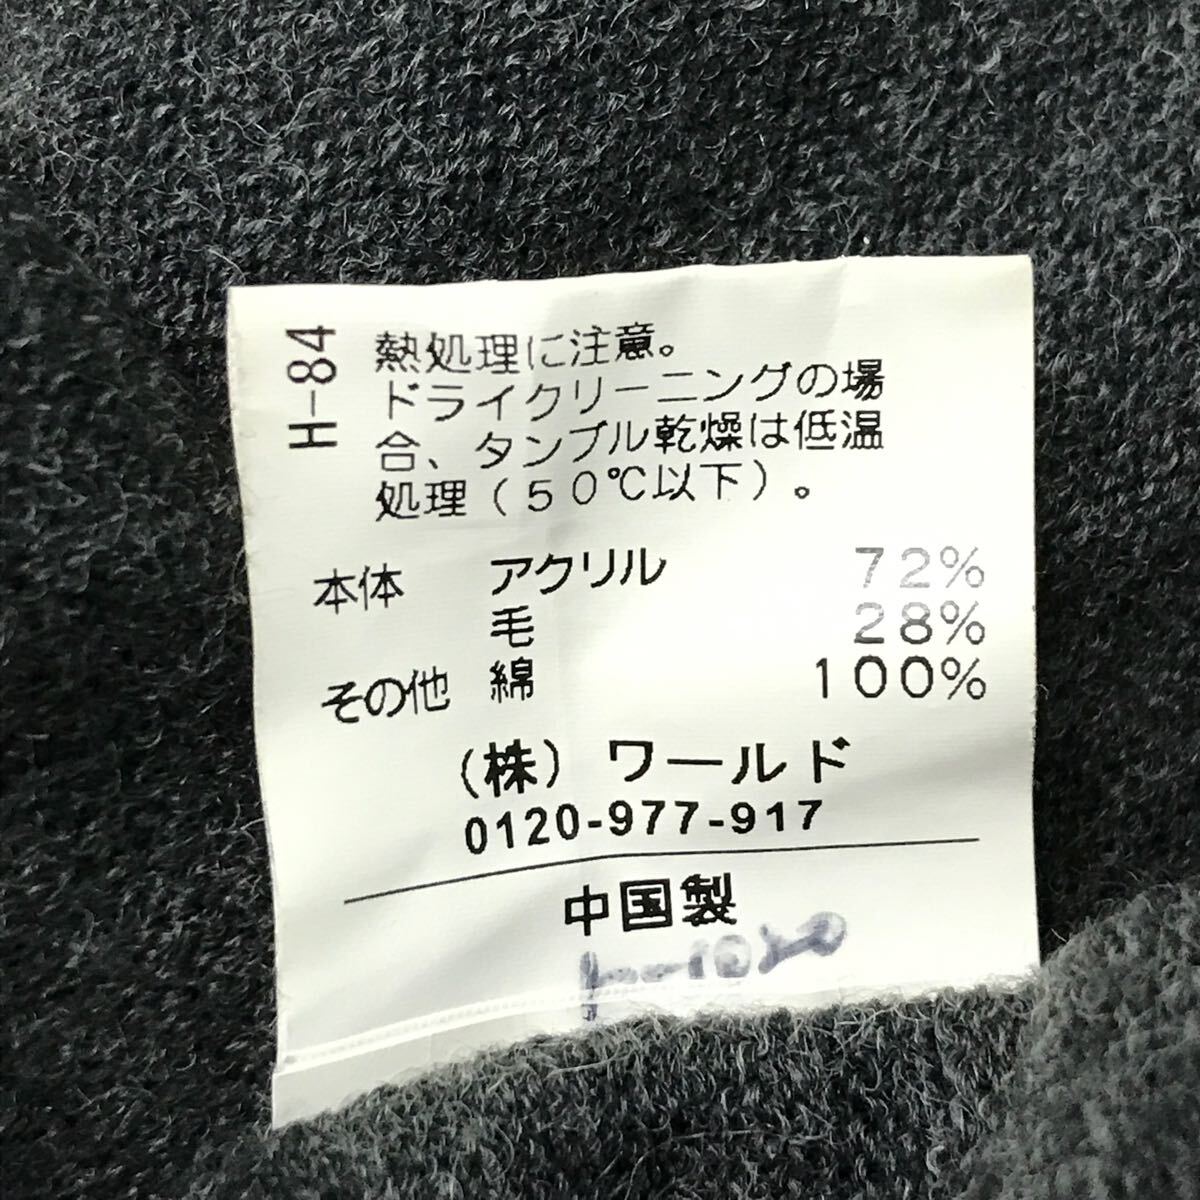 H-84
熱処理に注意。
ドライクリーニングの場
合、タンブル乾燥は低温
処理(50℃以下)。
本体 アクリル 72%
毛 28%
その他 綿 100%
(株) ワールド
0120-977-917
中国製